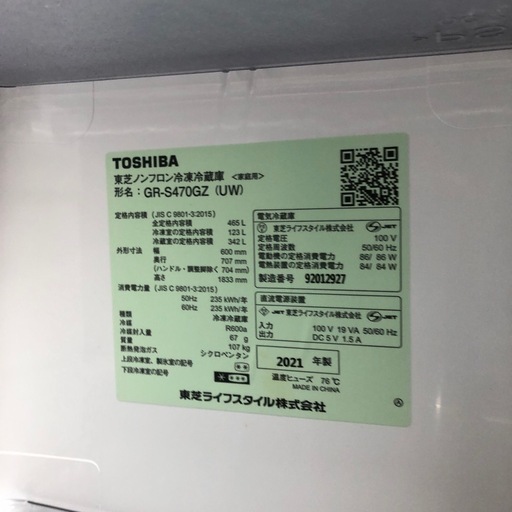 TOSHIBA
東芝ノンフロン冷凍冷蔵庫 <家庭用>
形名: GR-S470GZ (UW)
定格内容積 (JIS C 9801-3:2015)
全定格内容積 465 L
冷凍室の定格内容積 123 L
冷蔵室の定格内容積 342 L
外形寸法 幅 600 mm
奥行 707 mm
(ハンドル・調整脚除く 704 mm)
高さ 1833 mm
消費電力量 (JIS C 9801-3:2015)
50Hz 235 kWh/年
60Hz 235 kWh/年
種類 冷凍冷蔵庫
冷媒 R600a
冷媒封入量 67 g
質量 107 kg
断熱発泡ガス シクロペンタン
上段冷凍室、製氷室の記号
下段冷凍室の記号
電気冷蔵庫
東芝ライフスタイル株式会社 JET
定格電圧 100 V
定格周波数 50/60 Hz
電動機の定格消費電力 86/ 86 W
電熱装置の定格消費電力 84/ 84 W
製造番号 92012927
直流電源装置
JET 東芝ライフスタイル株式会社
入力 100 V 19 VA 50/60 Hz
出力 DC 5 V 1.5 A
2021 年製
温度ヒューズ 76 ℃
MADE IN CHINA
東芝ライフスタイル株式会社